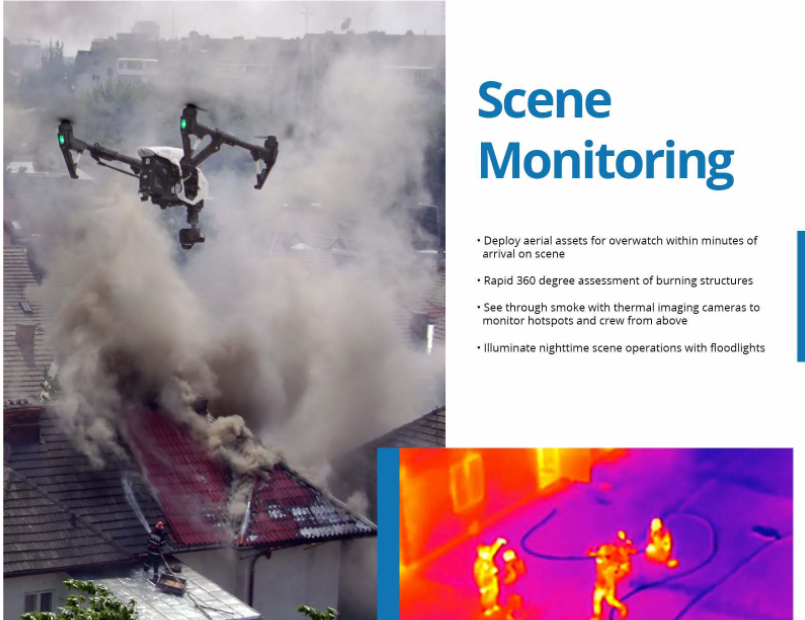 Scene
Monitoring
• Deploy aerial assets for overwatch within minutes of
arrival on scene
• Rapid 360 degree assessment of burning structures
• See through smoke with thermal imaging cameras to
monitor hotspots and crew from above
• Illuminate nighttime scene operations with floodlights